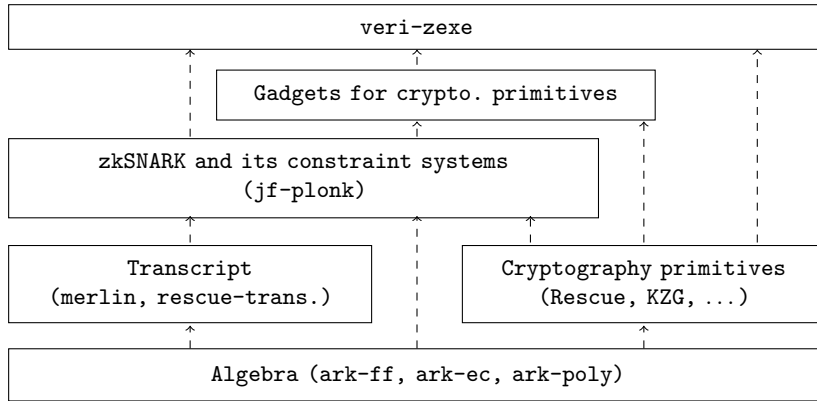 veri-zexe
Gadgets for crypto. primitives
zkSNARK and its constraint systems
(jf-plonk)
Transcript
(merlin, rescue-trans.)
Cryptography primitives
(Rescue, KZG, ...)
Algebra (ark-ff, ark-ec, ark-poly)